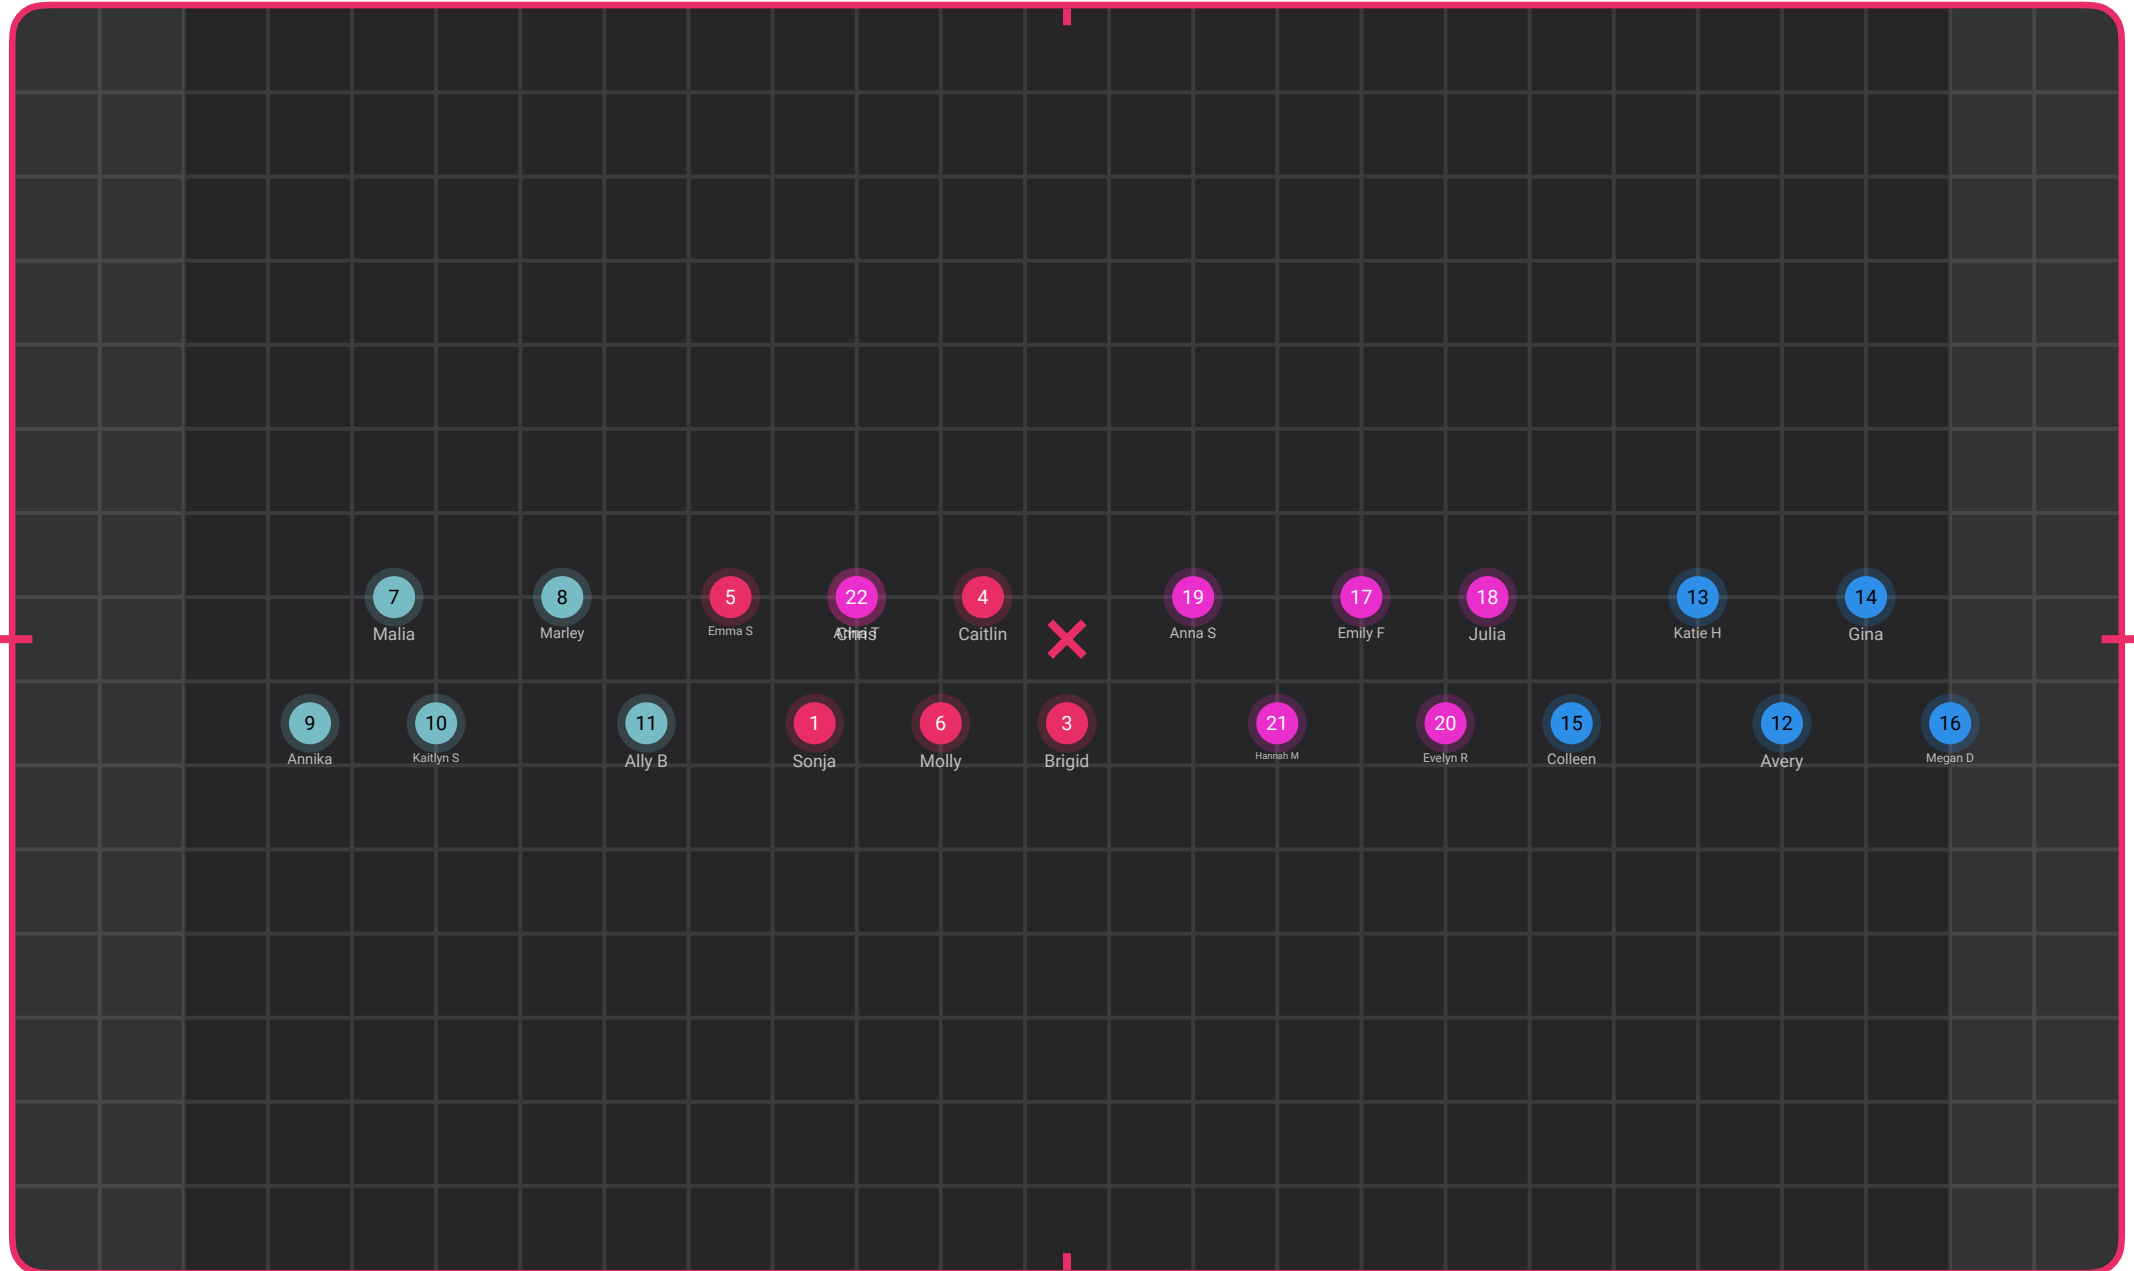 7 8 5 22 4 19 17 18 13 14
Malia Marley Emma S Chris Caitlin Anna S Emily F Julia Katie H Gina
9 10 11 1 6 3 21 20 15 12 16
Annika Kaitlyn S Ally B Sonja Molly Brigid Hannah M Evelyn R Colleen Avery Megan D